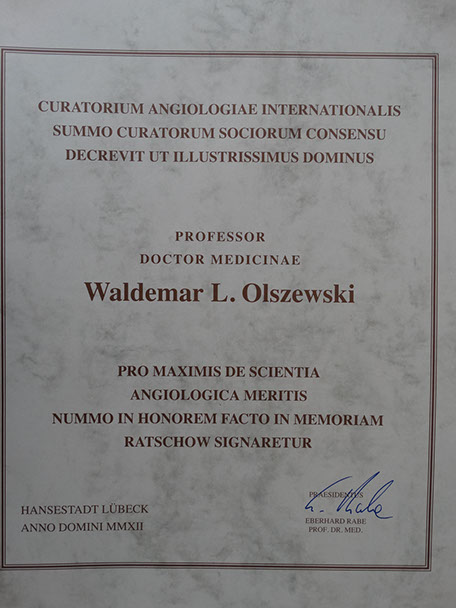 CURATORIUM ANGIOLOGIAE INTERNATIONALIS
SUMMO CURATORUM SOCIORUM CONSENSU
DECREVIT UT ILLUSTRISSIMUS DOMINUS
PROFESSOR
DOCTOR MEDICINAE
Waldemar L. Olszewski
PRO MAXIMIS DE SCIENTIA
ANGIOLOGICA MERITIS
NUMMO IN HONOREM FACTO IN MEMORIAM
RATSCHOW SIGNARETUR
HANSESTADT LÜBECK
ANNO DOMINI MMXII
PRAESIDENTUS
E. Rabe
EBERHARD RABE
PROF. DR. MED.